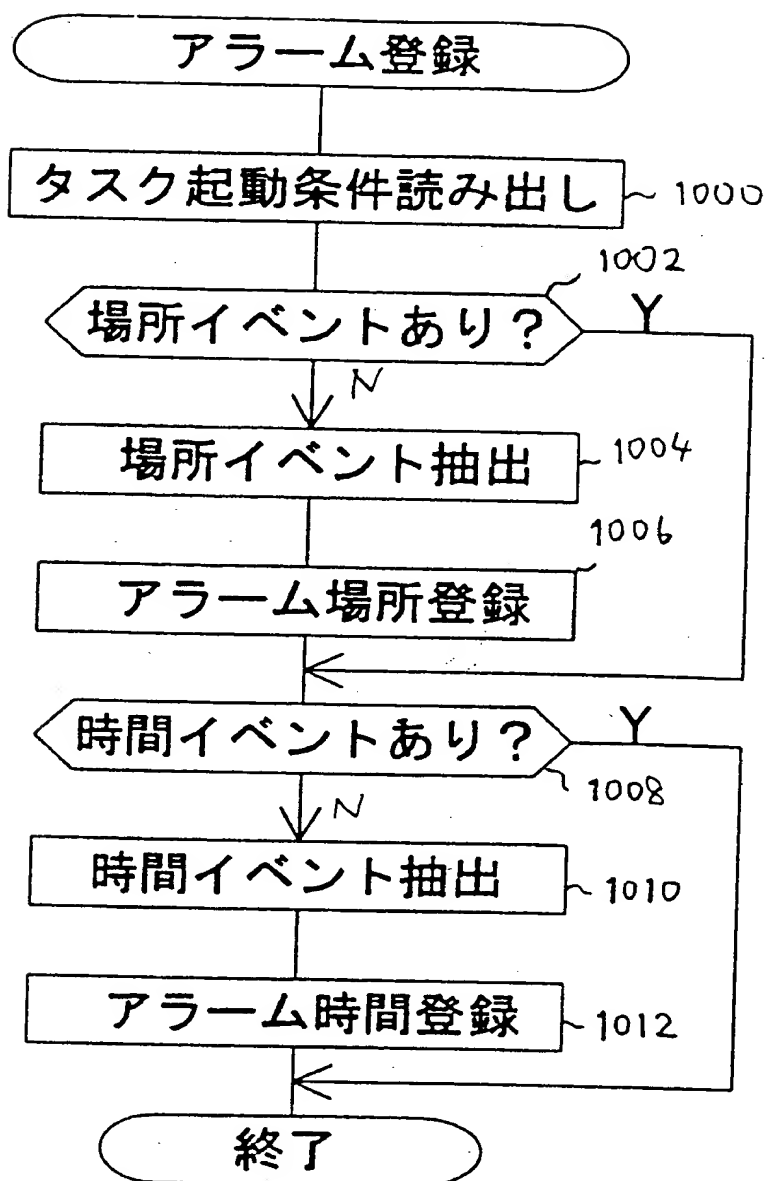 アラーム登録
タスク起動条件読み出し 1000
1002
場所イベントあり? Y
N
場所イベント抽出 1004
1006
アラーム場所登録
時間イベントあり? Y
1008
N
時間イベント抽出 1010
アラーム時間登録 1012
終了